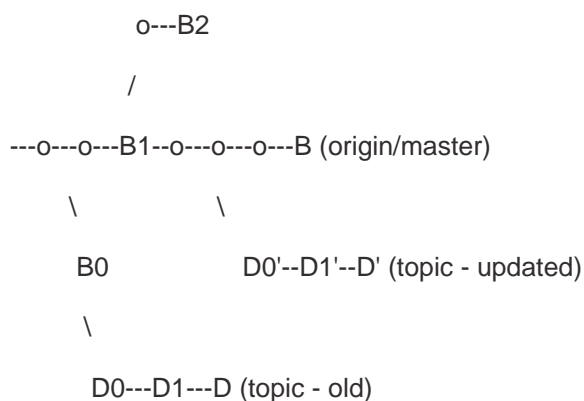 o---B2
/
---o---o---B1--o---o---o---B (origin/master)
\ \
B0 D0'--D1'--D' (topic - updated)
\
D0---D1---D (topic - old)